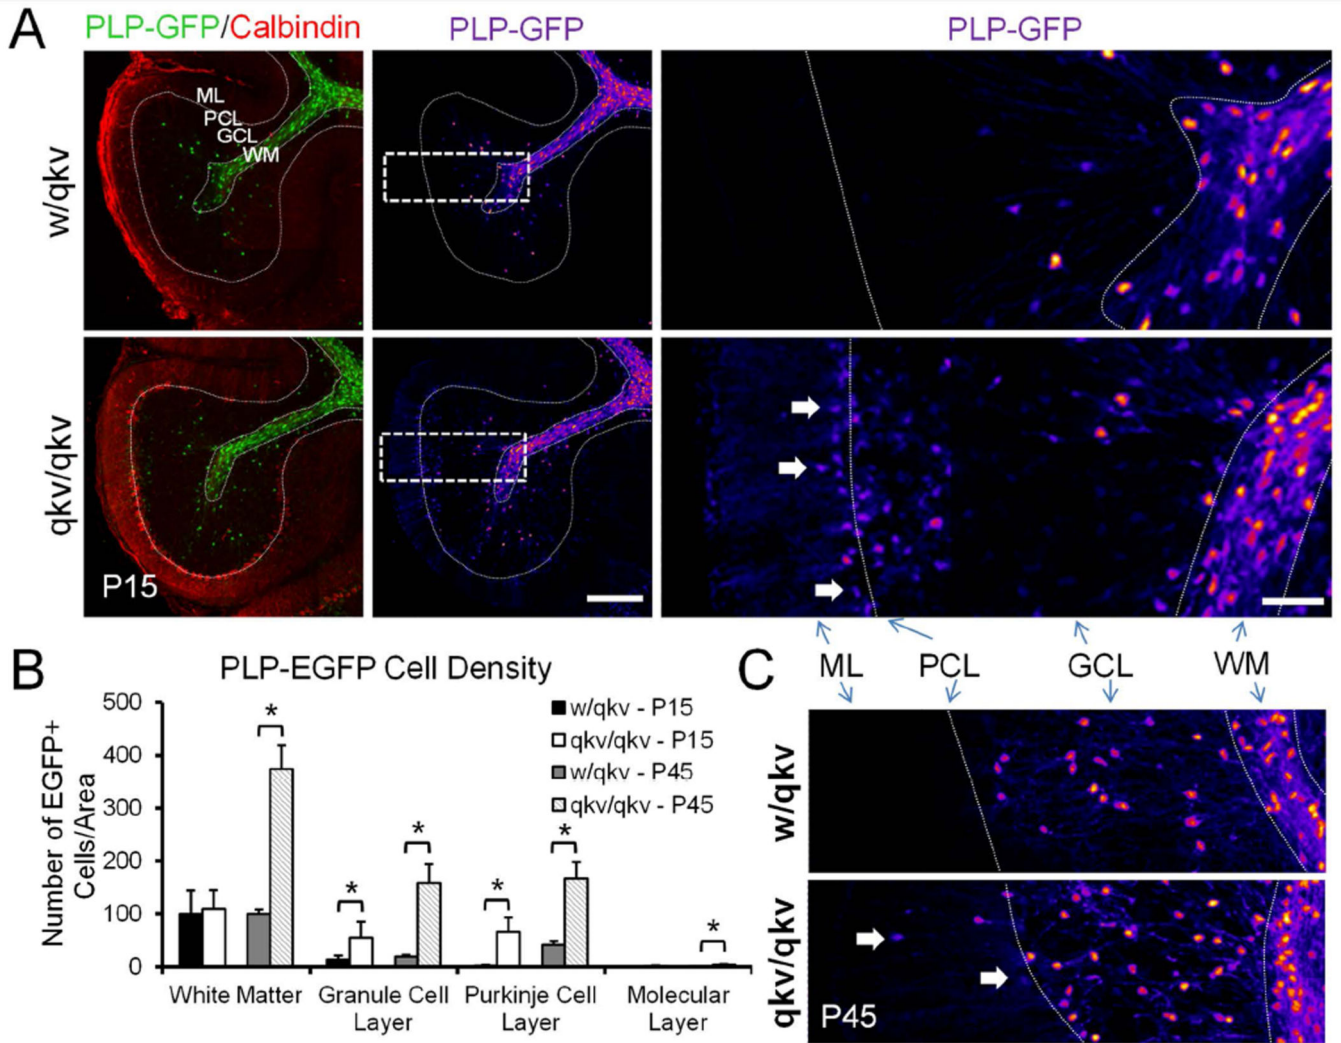 A
PLP-GFP/Calbindin
PLP-GFP
PLP-GFP
w/qkv
ML
PCL
GCL
WM
qkv/qkv
P15
B
PLP-EGFP Cell Density
Number of EGFP+
Cells/Area
500
400
300
200
100
0
*
*
*
*
*
*
w/qkv - P15
qkv/qkv - P15
w/qkv - P45
qkv/qkv - P45
White Matter
Granule Cell
Layer
Purkinje Cell
Layer
Molecular
Layer
C
ML
PCL
GCL
WM
w/qkv
qkv/qkv
P45